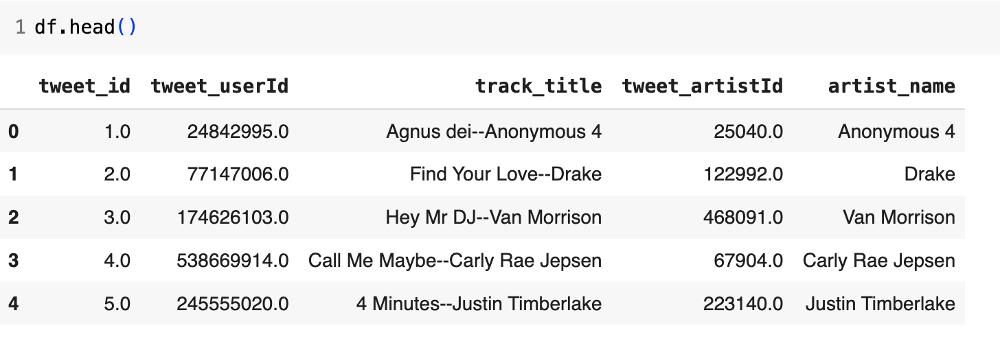 1 df.head()
tweet_id tweet_userId track_title tweet_artistId artist_name
0 1.0 24842995.0 Agnus dei--Anonymous 4 25040.0 Anonymous 4
1 2.0 77147006.0 Find Your Love--Drake 122992.0 Drake
2 3.0 174626103.0 Hey Mr DJ--Van Morrison 468091.0 Van Morrison
3 4.0 538669914.0 Call Me Maybe--Carly Rae Jepsen 67904.0 Carly Rae Jepsen
4 5.0 245555020.0 4 Minutes--Justin Timberlake 223140.0 Justin Timberlake